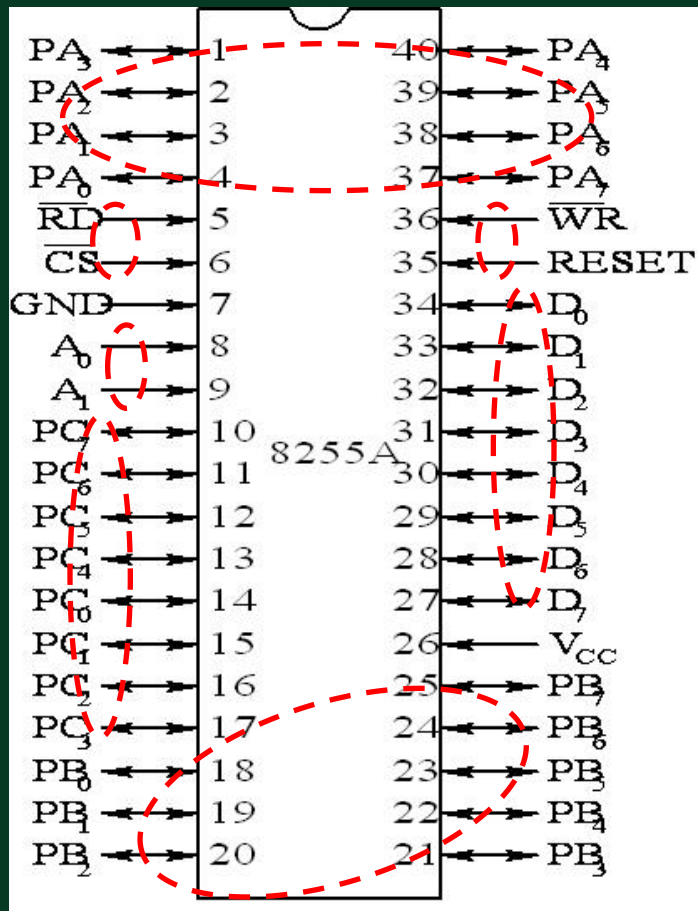 PA₃ 1 40 PA₄
PA₂ 2 39 PA₅
PA₁ 3 38 PA₆
PA₀ 4 37 PA₇
R̅D̅ 5 36 W̅R̅
C̅S̅ 6 35 RESET
GND 7 34 D₀
A₀ 8 33 D₁
A₁ 9 32 D₂
PC₇ 10 31 D₃
8255A
PC₆ 11 30 D₄
PC₅ 12 29 D₅
PC₄ 13 28 D₆
PC₀ 14 27 D₇
PC₁ 15 26 V_CC
PC₂ 16 25 PB₇
PC₃ 17 24 PB₆
PB₀ 18 23 PB₅
PB₁ 19 22 PB₄
PB₂ 20 21 PB₃